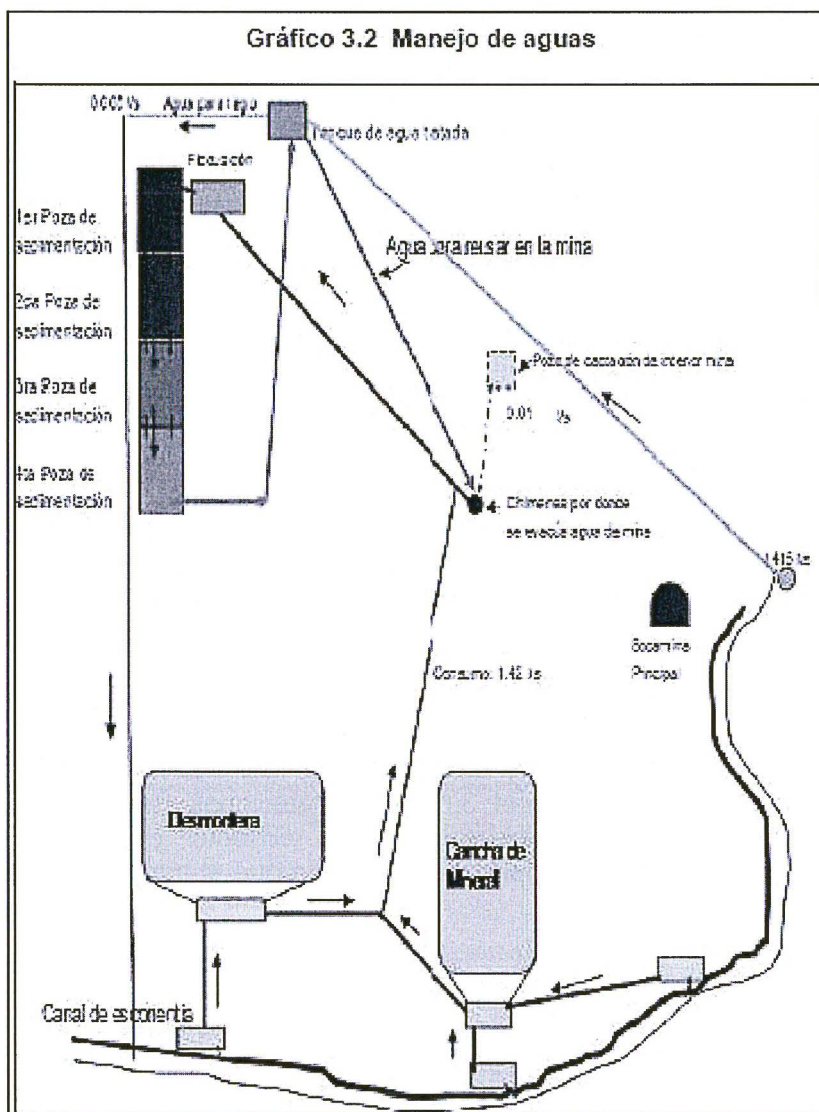 Gráfico 3.2 Manejo de aguas
Agua para riego
Tanque de agua tratada
Floculación
1er Poza de
sedimentación
2da Poza de
sedimentación
3ra Poza de
sedimentación
4ta Poza de
sedimentación
Agua para reusar en la mina
Poza de captación de interior mina
0.01 l/s
Chimenea por donde
se evacua agua de mina
Bocamina
Principal
Consumo: 1.42 l/s
Desmontera
Cancha de
Mineral
Canal de escorrentía